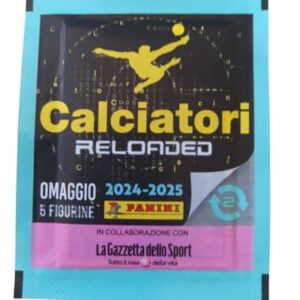 Calciatori
RELOADED
OMAGGIO
5 FIGURINE
2024-2025
PANINI
2
IN COLLABORAZIONE CON
La Gazzetta dello Sport
Tutto il rosa della vita